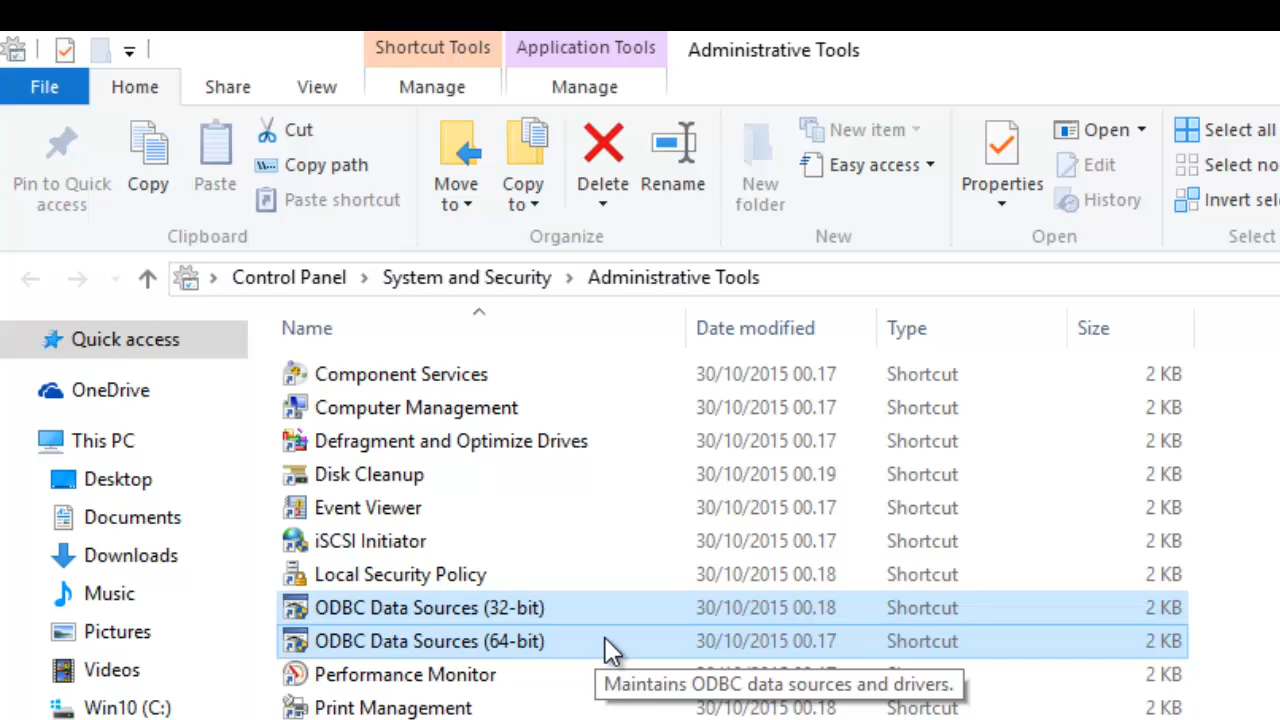 Shortcut Tools Application Tools Administrative Tools
File Home Share View Manage Manage
Pin to Quick access
Copy
Paste
Cut
Copy path
Paste shortcut
Clipboard
Move to
Copy to
Delete
Rename
Organize
New folder
New item
Easy access
New
Properties
Open
Edit
History
Open
Select all
Select no
Invert sele
Select
Control Panel > System and Security > Administrative Tools
Quick access
OneDrive
This PC
Desktop
Documents
Downloads
Music
Pictures
Videos
Win10 (C:)
Name Date modified Type Size
Component Services 30/10/2015 00.17 Shortcut 2 KB
Computer Management 30/10/2015 00.17 Shortcut 2 KB
Defragment and Optimize Drives 30/10/2015 00.17 Shortcut 2 KB
Disk Cleanup 30/10/2015 00.19 Shortcut 2 KB
Event Viewer 30/10/2015 00.17 Shortcut 2 KB
iSCSI Initiator 30/10/2015 00.17 Shortcut 2 KB
Local Security Policy 30/10/2015 00.18 Shortcut 2 KB
ODBC Data Sources (32-bit) 30/10/2015 00.18 Shortcut 2 KB
ODBC Data Sources (64-bit) 30/10/2015 00.17 Shortcut 2 KB
Performance Monitor 2 KB
Maintains ODBC data sources and drivers.
Print Management 30/10/2015 00.18 Shortcut 2 KB